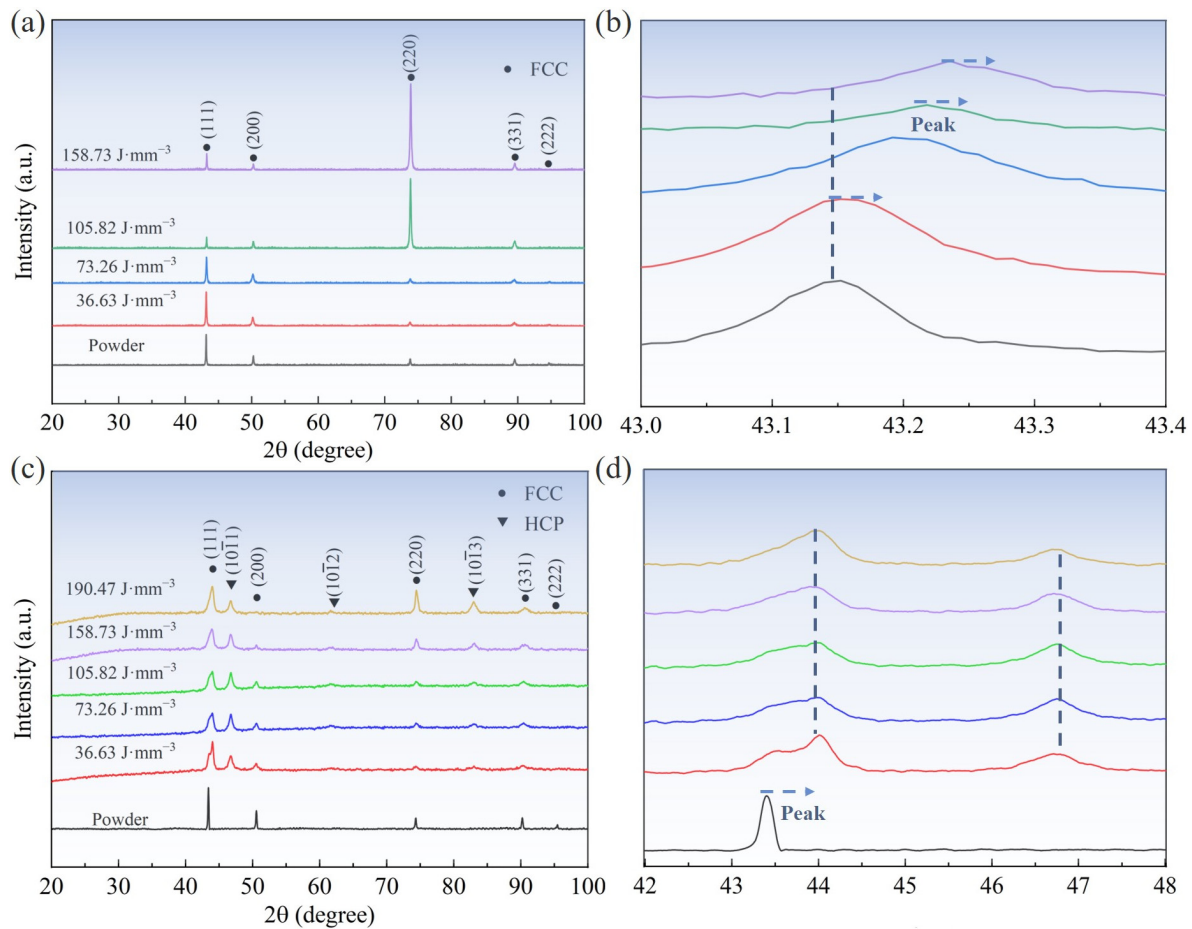 (a)
(111)
(200)
(220)
(331)
(222)
● FCC
158.73 J·mm⁻³
105.82 J·mm⁻³
73.26 J·mm⁻³
36.63 J·mm⁻³
Powder
Intensity (a.u.)
20 30 40 50 60 70 80 90 100
2θ (degree)
(b)
Peak
43.0 43.1 43.2 43.3 43.4
(c)
● FCC
▼ HCP
(111)
(101̄1)
(200)
(101̄2)
(220)
(101̄3)
(331)
(222)
190.47 J·mm⁻³
158.73 J·mm⁻³
105.82 J·mm⁻³
73.26 J·mm⁻³
36.63 J·mm⁻³
Powder
Intensity (a.u.)
20 30 40 50 60 70 80 90 100
2θ (degree)
(d)
Peak
42 43 44 45 46 47 48